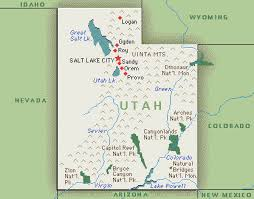 IDAHO
WYOMING
Logan
Great
Salt Lake
Ogden
Roy
UINTA MTS.
SALT LAKE CITY
Sandy
Orem
Provo
Utah Lk.
Dinosaur
Nat'l. Mon.
NEVADA
Green
UTAH
COLORADO
Sevier
Arches
Nat'l. Pk.
Canyonlands
Nat'l. Pk.
Capitol Reef
Nat'l. Pk.
Colorado
Zion
Nat'l. Pk.
Bryce
Canyon
Nat'l. Pk.
Natural
Bridges
Nat'l. Mon.
Lake Powell
ARIZONA
NEW MEXICO